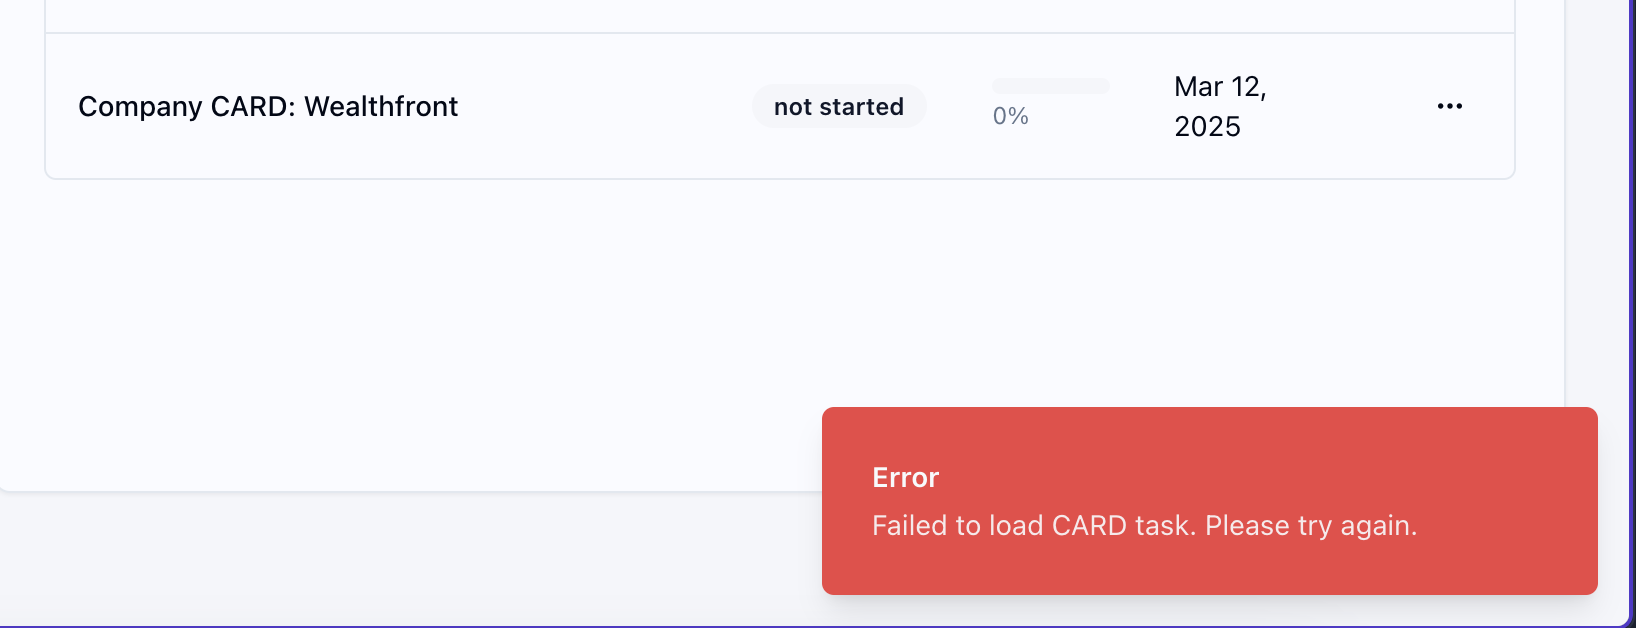 Company CARD: Wealthfront
not started
0%
Mar 12,
2025
Error
Failed to load CARD task. Please try again.